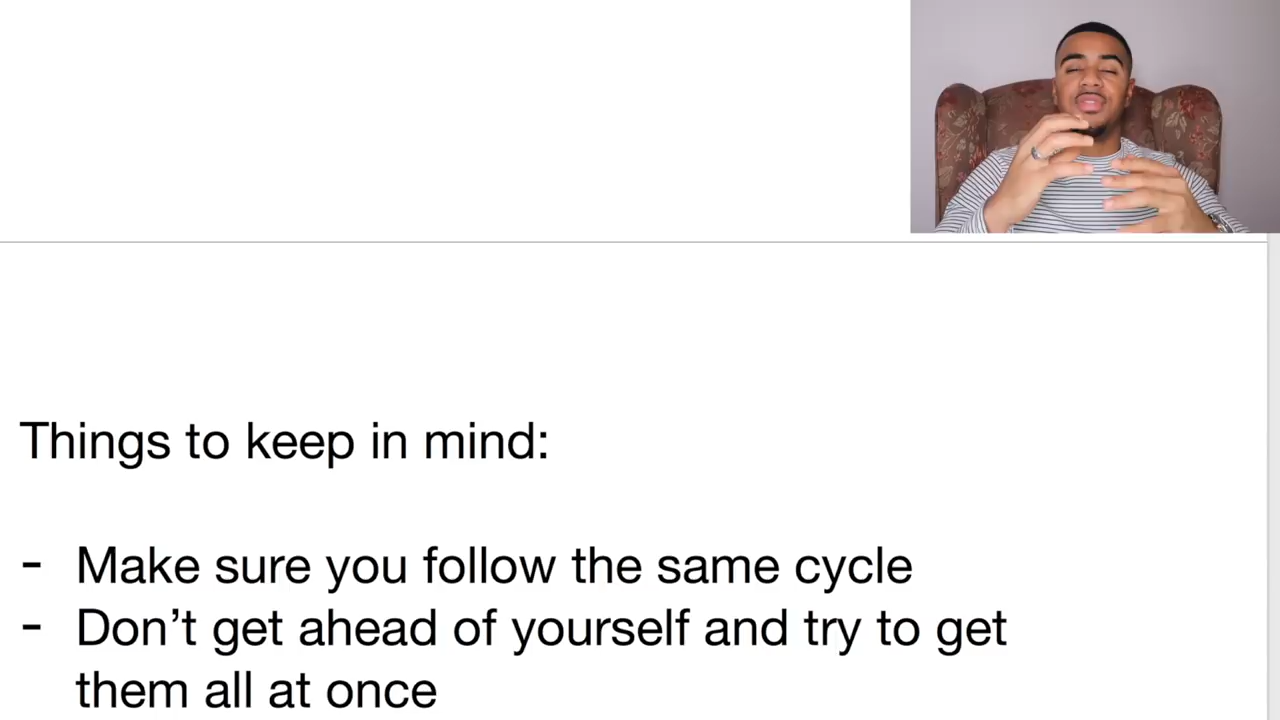 Things to keep in mind:
- Make sure you follow the same cycle
- Don’t get ahead of yourself and try to get
them all at once